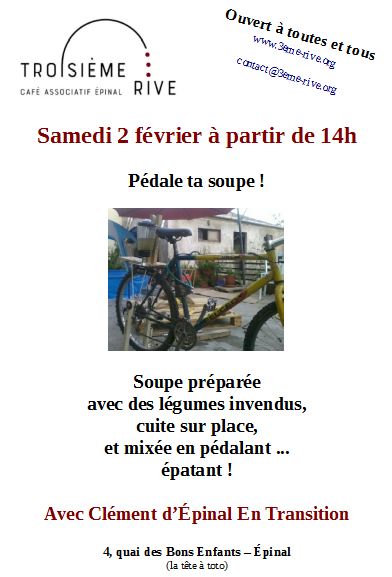 TROISIÈME
CAFÉ ASSOCIATIF ÉPINAL RIVE
Ouvert à toutes et tous
www.3eme-rive.org
contact@3eme-rive.org
Samedi 2 février à partir de 14h
Pédale ta soupe !
Soupe préparée
avec des légumes invendus,
cuite sur place,
et mixée en pédalant ...
épatant !
Avec Clément d’Épinal En Transition
4, quai des Bons Enfants – Épinal
(la tête à toto)